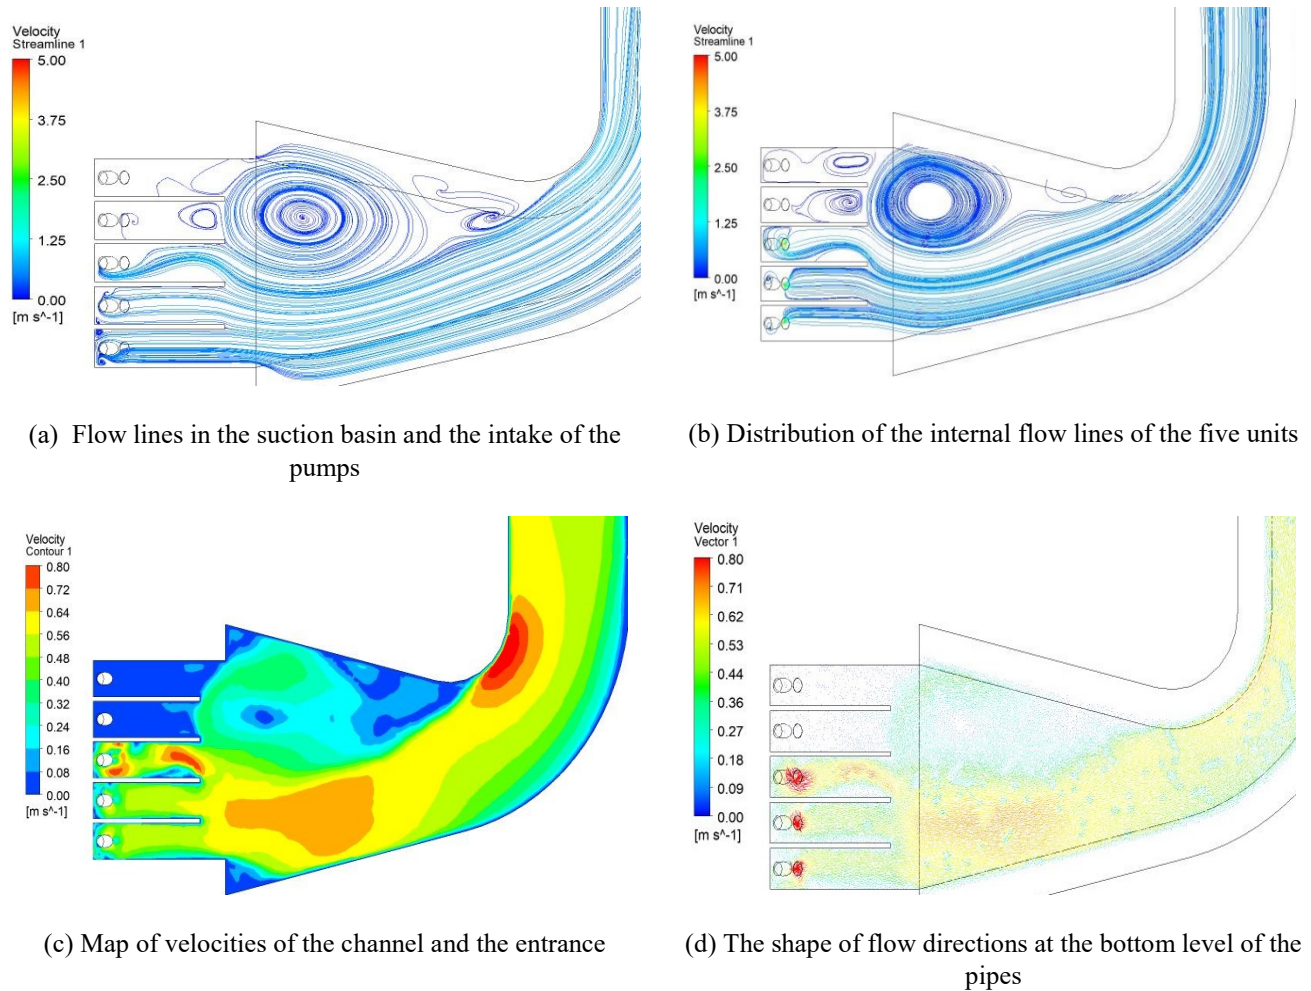 Velocity
Streamline 1
5.00
3.75
2.50
1.25
0.00
[m s^-1]
(a) Flow lines in the suction basin and the intake of the
pumps
Velocity
Streamline 1
5.00
3.75
2.50
1.25
0.00
[m s^-1]
(b) Distribution of the internal flow lines of the five units
Velocity
Contour 1
0.80
0.72
0.64
0.56
0.48
0.40
0.32
0.24
0.16
0.08
0.00
[m s^-1]
(c) Map of velocities of the channel and the entrance
Velocity
Vector 1
0.80
0.71
0.62
0.53
0.44
0.36
0.27
0.18
0.09
0.00
[m s^-1]
(d) The shape of flow directions at the bottom level of the
pipes